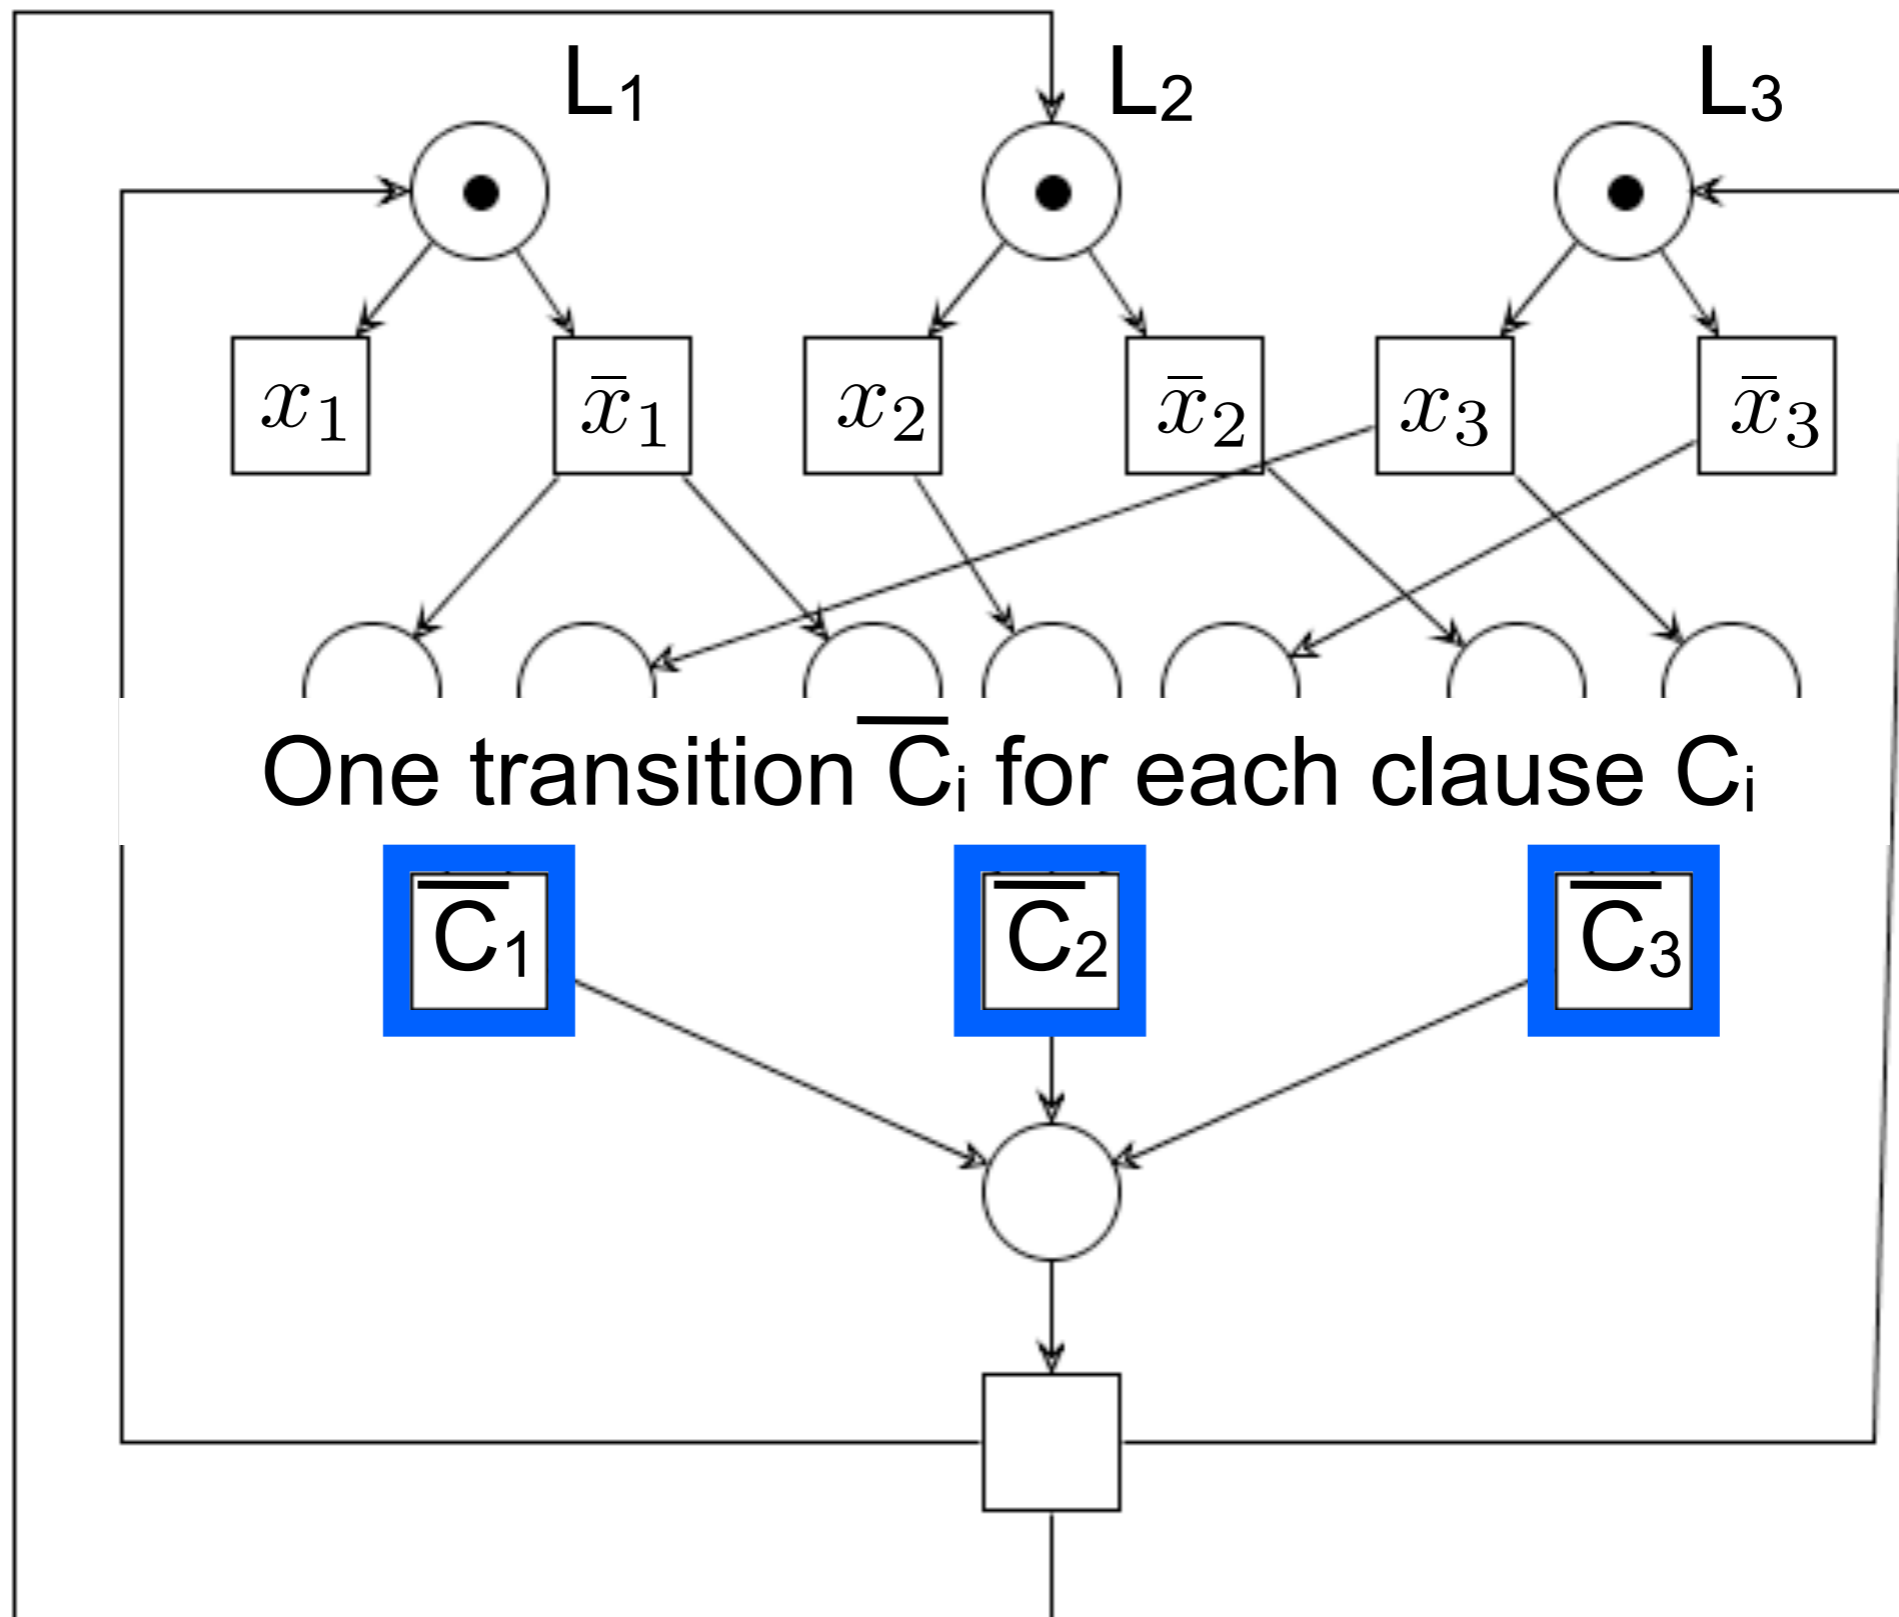 L₁ L₂ L₃
x₁ x̄₁ x₂ x̄₂ x₃ x̄₃
One transition C̅ᵢ for each clause Cᵢ
C̅₁ C̅₂ C̅₃